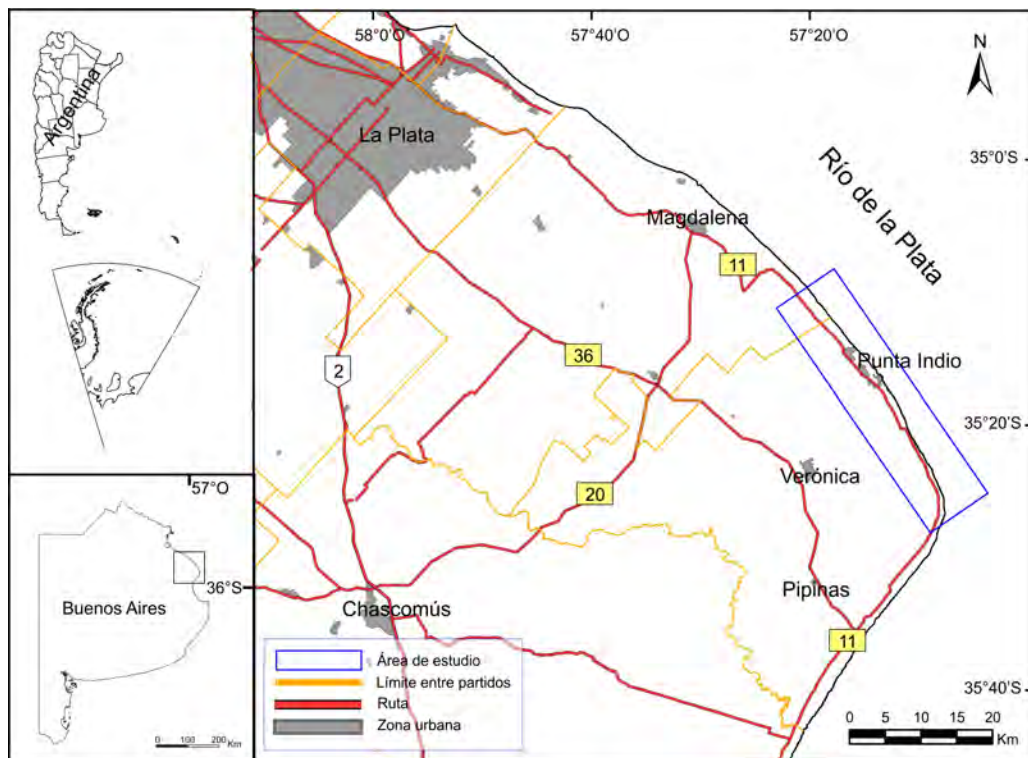 Argentina
57°O
36°S
Buenos Aires
0 100 200 Km
58°0'O
57°40'O
57°20'O
N
35°0'S
La Plata
Río de la Plata
Magdalena
11
36
2
Punta Indio
35°20'S
Verónica
20
Pipinas
Chascomús
11
35°40'S
Área de estudio
Límite entre partidos
Ruta
Zona urbana
0 5 10 15 20
Km